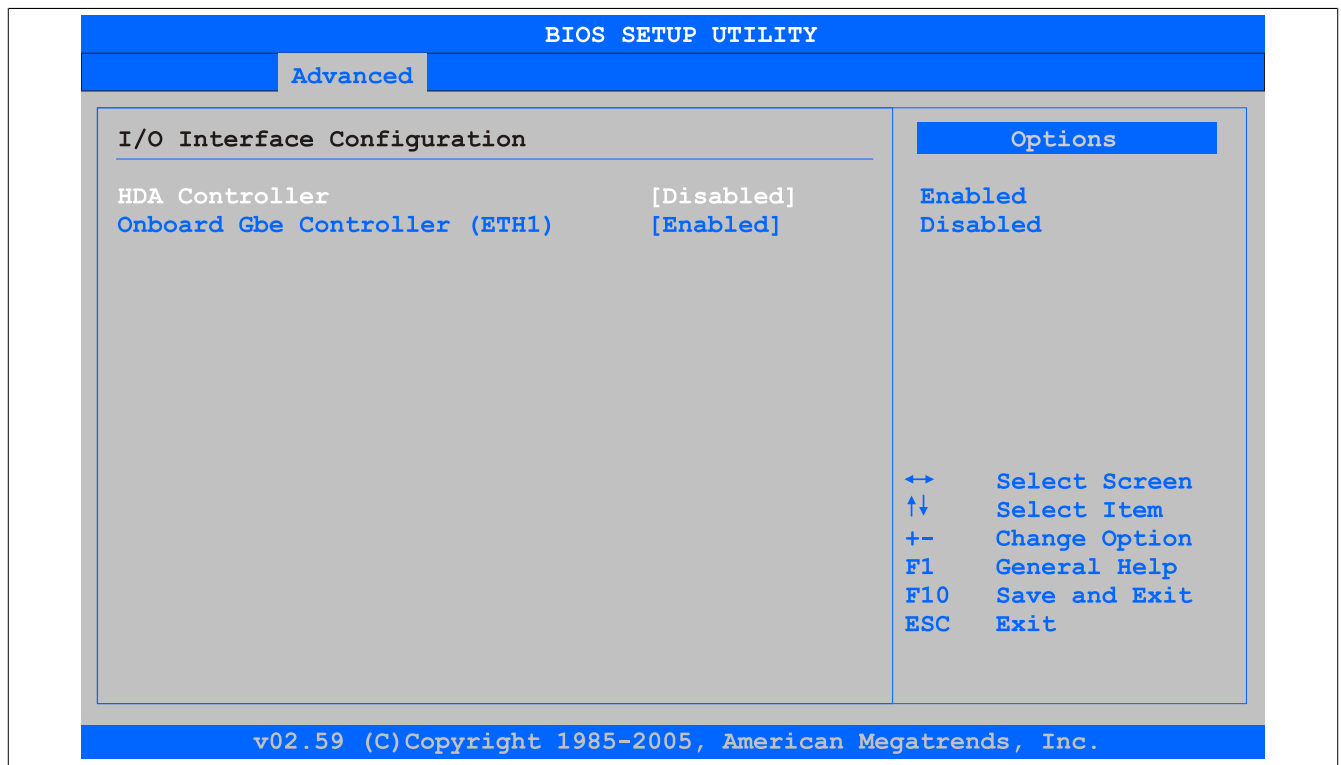 BIOS SETUP UTILITY
Advanced
I/O Interface Configuration
HDA Controller [Disabled]
Onboard Gbe Controller (ETH1) [Enabled]
Options
Enabled
Disabled
↔ Select Screen
↑↓ Select Item
+- Change Option
F1 General Help
F10 Save and Exit
ESC Exit
v02.59 (C)Copyright 1985-2005, American Megatrends, Inc.